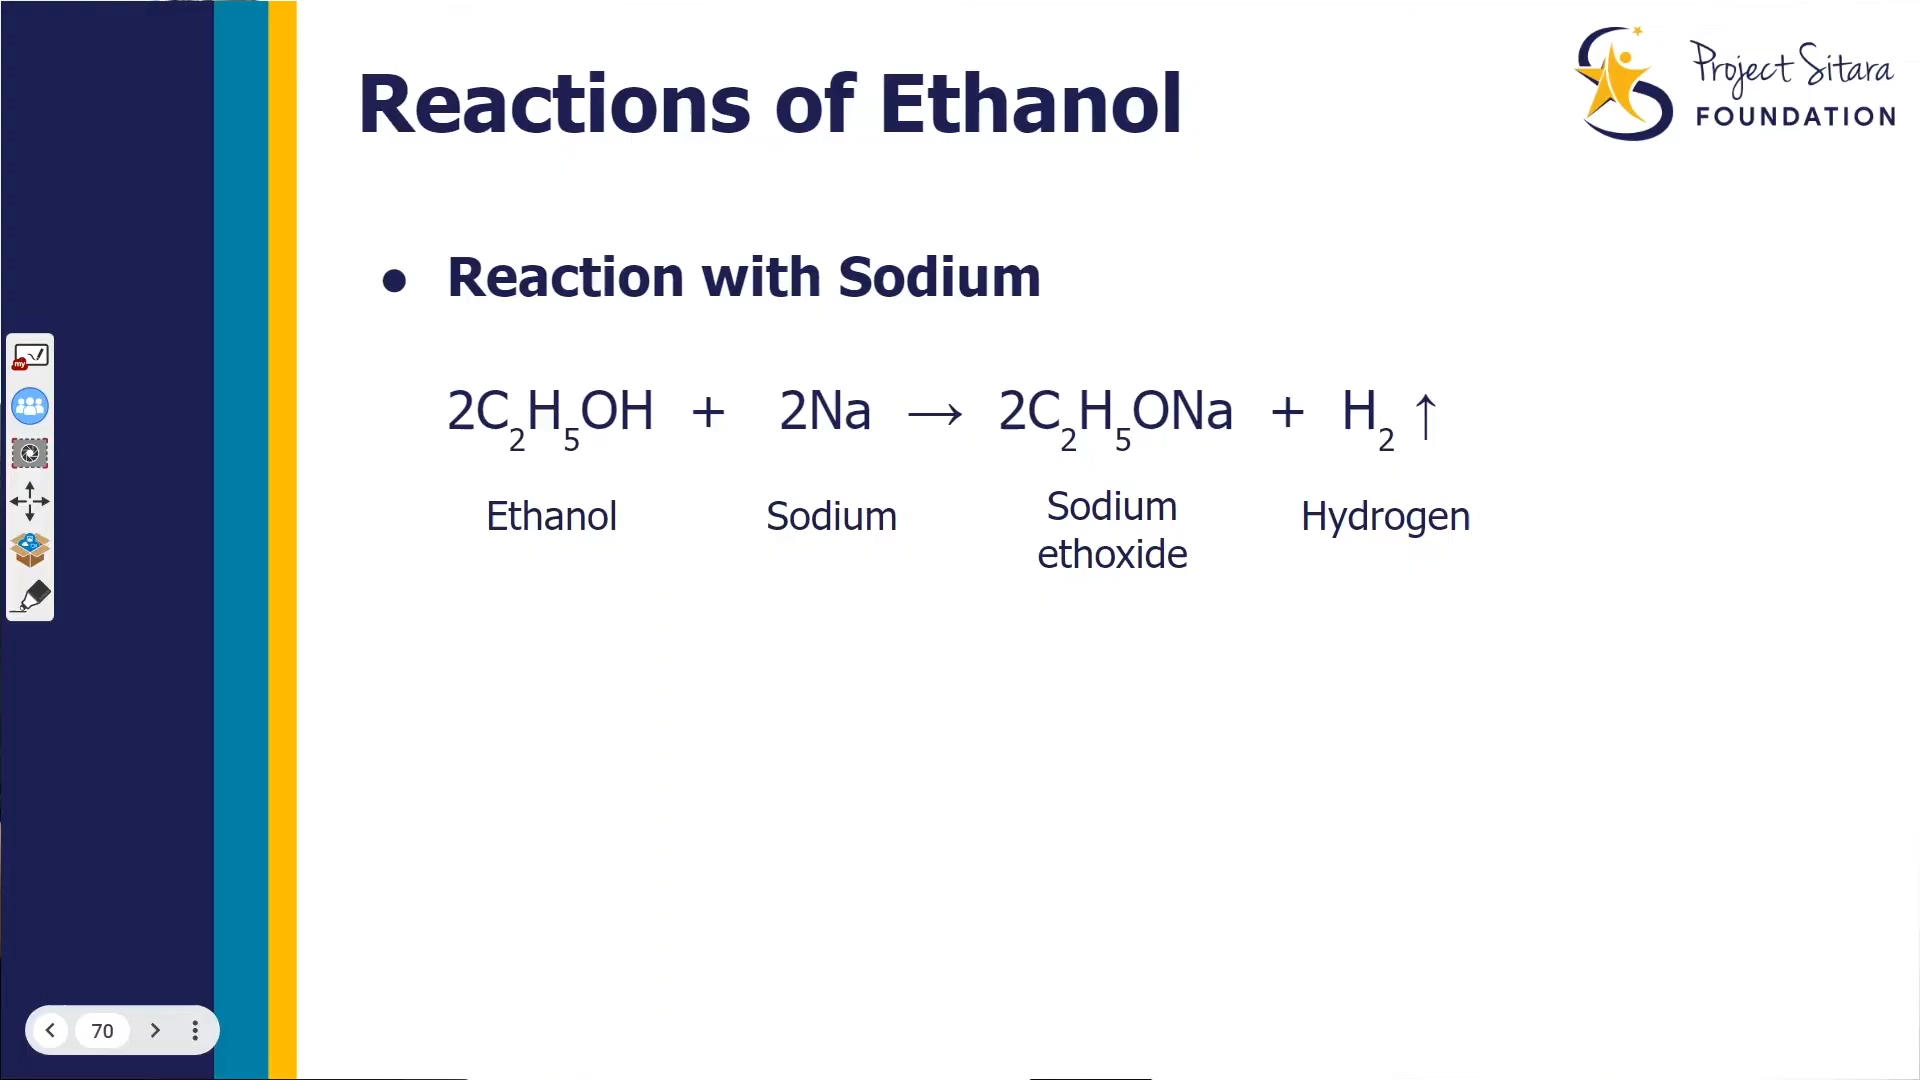 Reactions of Ethanol
Project Sitara
FOUNDATION
● Reaction with Sodium
2C₂H₅OH + 2Na → 2C₂H₅ONa + H₂ ↑
Ethanol Sodium Sodium ethoxide Hydrogen
my
70